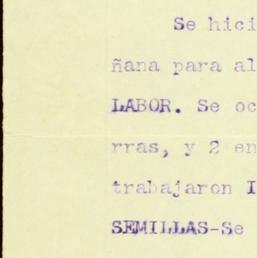 Se hici
ñana para al
LABOR. Se oc
rras, y 2 en
trabajaron I
SEMILLAS-Se